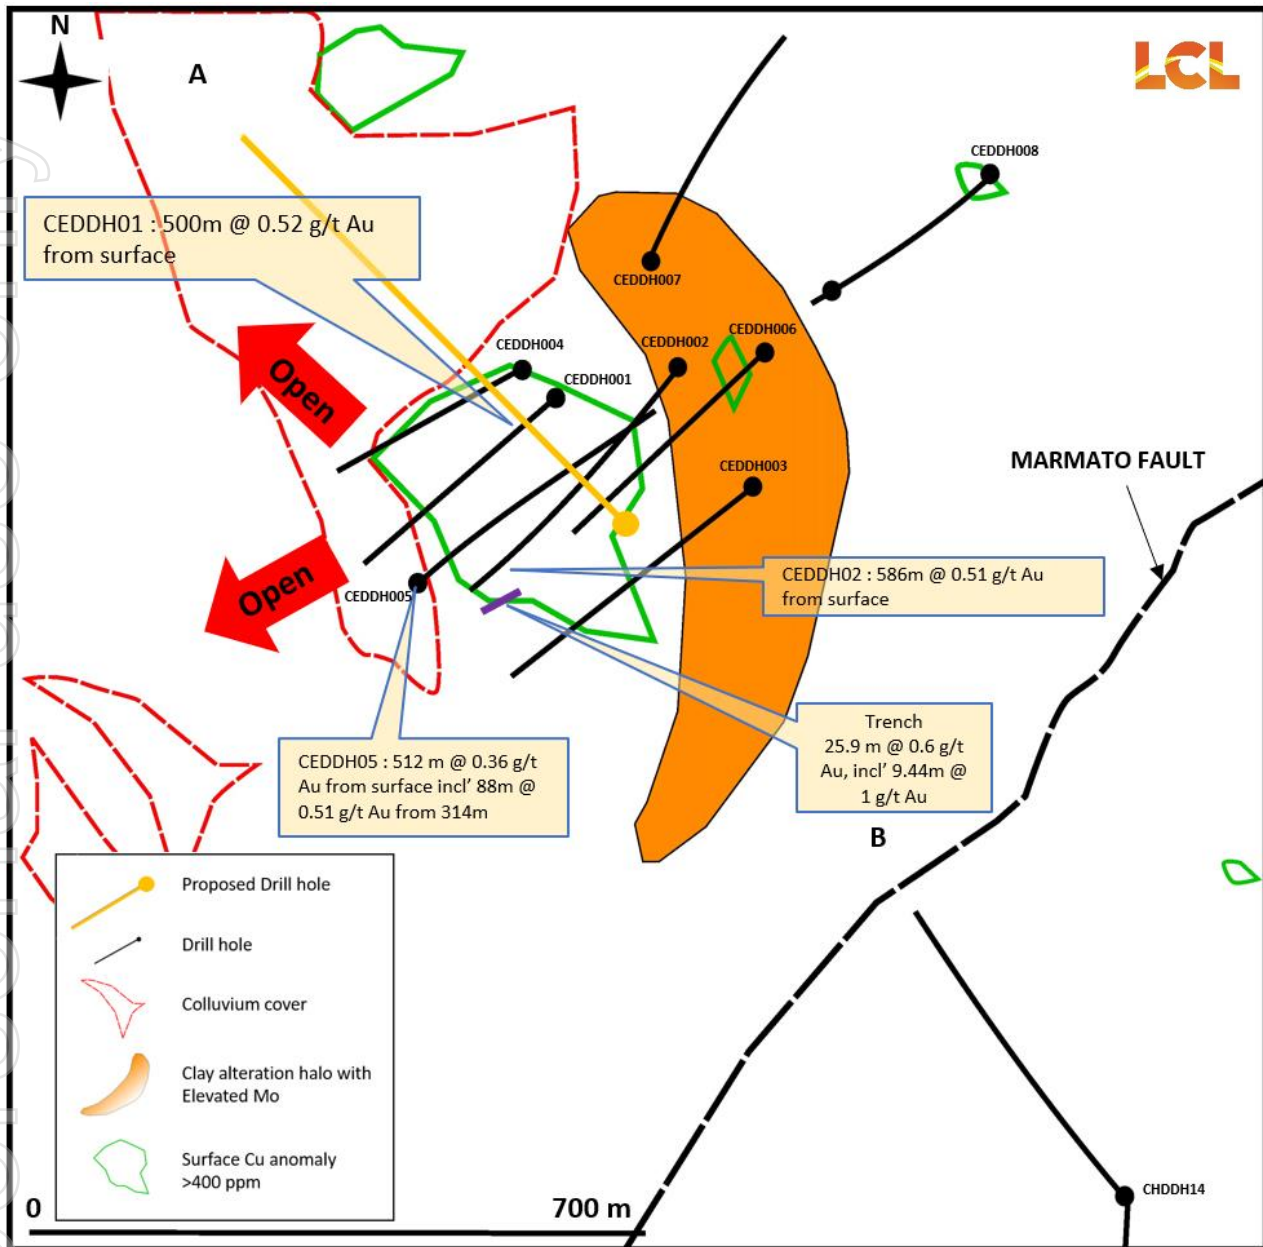 N
A
LCL
CEDDH008
CEDDH01 : 500m @ 0.52 g/t Au
from surface
CEDDH007
CEDDH004
CEDDH002
CEDDH006
CEDDH001
Open
CEDDH003
MARMATO FAULT
Open
CEDDH005
CEDDH02 : 586m @ 0.51 g/t Au
from surface
Trench
25.9 m @ 0.6 g/t
Au, incl' 9.44m @
1 g/t Au
CEDDH05 : 512 m @ 0.36 g/t
Au from surface incl' 88m @
0.51 g/t Au from 314m
B
Proposed Drill hole
Drill hole
Colluvium cover
Clay alteration halo with
Elevated Mo
Surface Cu anomaly
>400 ppm
CHDDH14
0
700 m